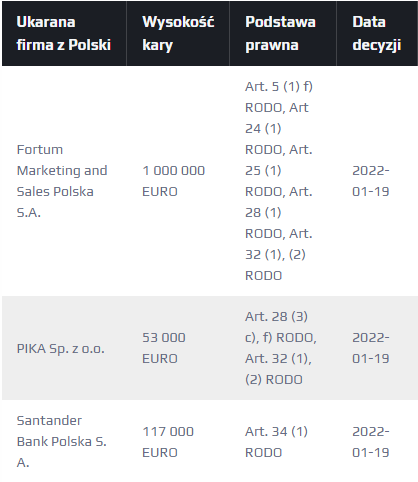 Ukarana
firma z Polski
Wysokość
kary
Podstawa
prawna
Data
decyzji
Fortum
Marketing and
Sales Polska
S.A.
1 000 000
EURO
Art. 5 (1) f)
RODO, Art
24 (1)
RODO, Art.
25 (1)
RODO, Art.
28 (1)
RODO, Art.
32 (1), (2)
RODO
2022-
01-19
PIKA Sp. z o.o.
53 000
EURO
Art. 28 (3)
c), f) RODO,
Art. 32 (1),
(2) RODO
2022-
01-19
Santander
Bank Polska S.
A.
117 000
EURO
Art. 34 (1)
RODO
2022-
01-19